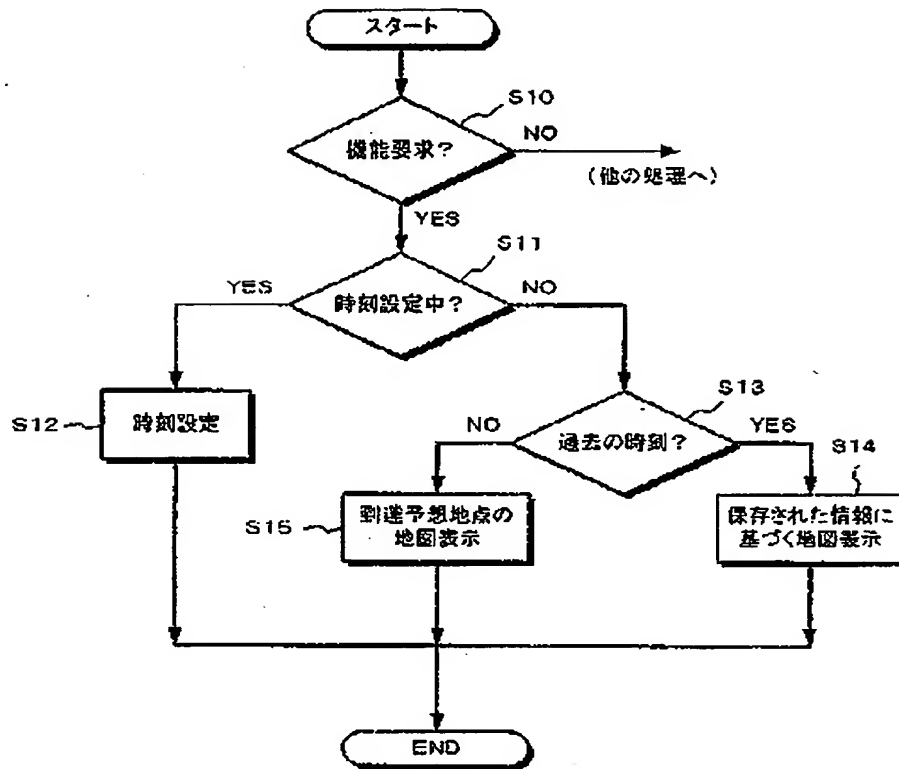 スタート
S10
機能要求?
NO
(他の処理へ)
YES
S11
YES
時刻設定中?
NO
S12
時刻設定
S13
NO
過去の時刻?
YES
S14
S15
到達予想地点の
地図表示
保存された情報に
基づく地図表示
END